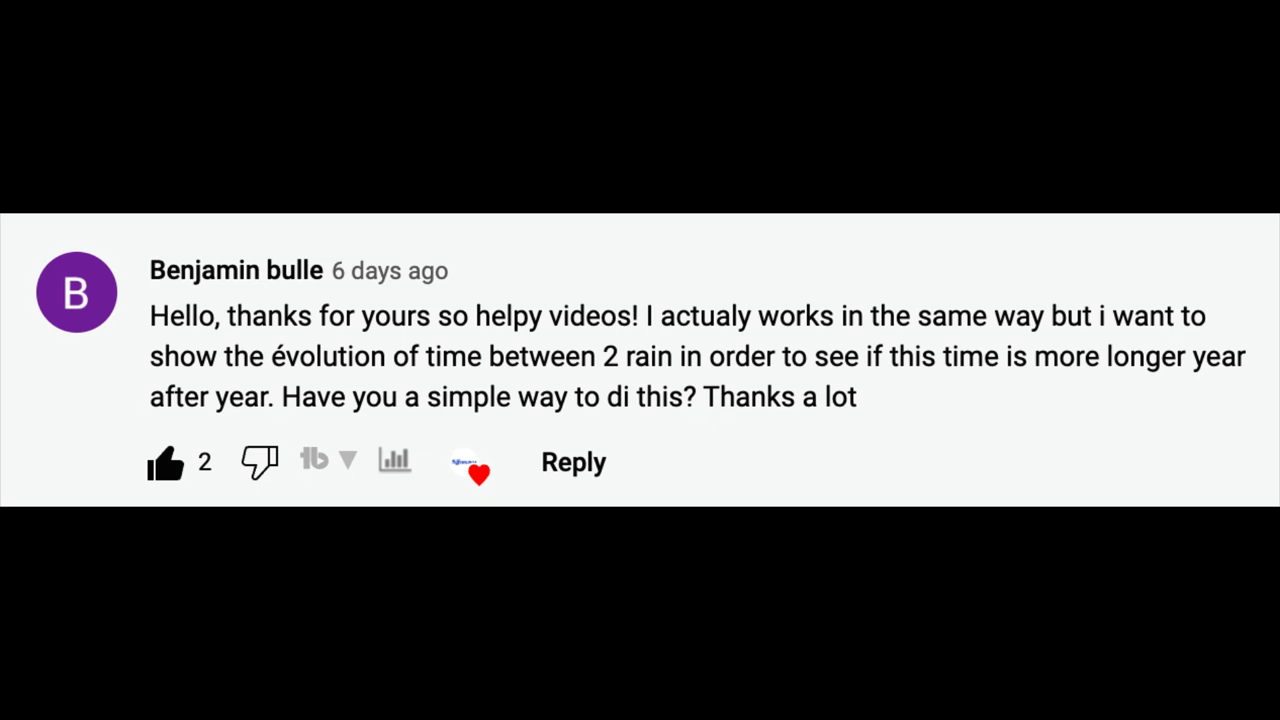 B
Benjamin bulle 6 days ago
Hello, thanks for yours so helpy videos! I actualy works in the same way but i want to
show the évolution of time between 2 rain in order to see if this time is more longer year
after year. Have you a simple way to di this? Thanks a lot
2
Reply